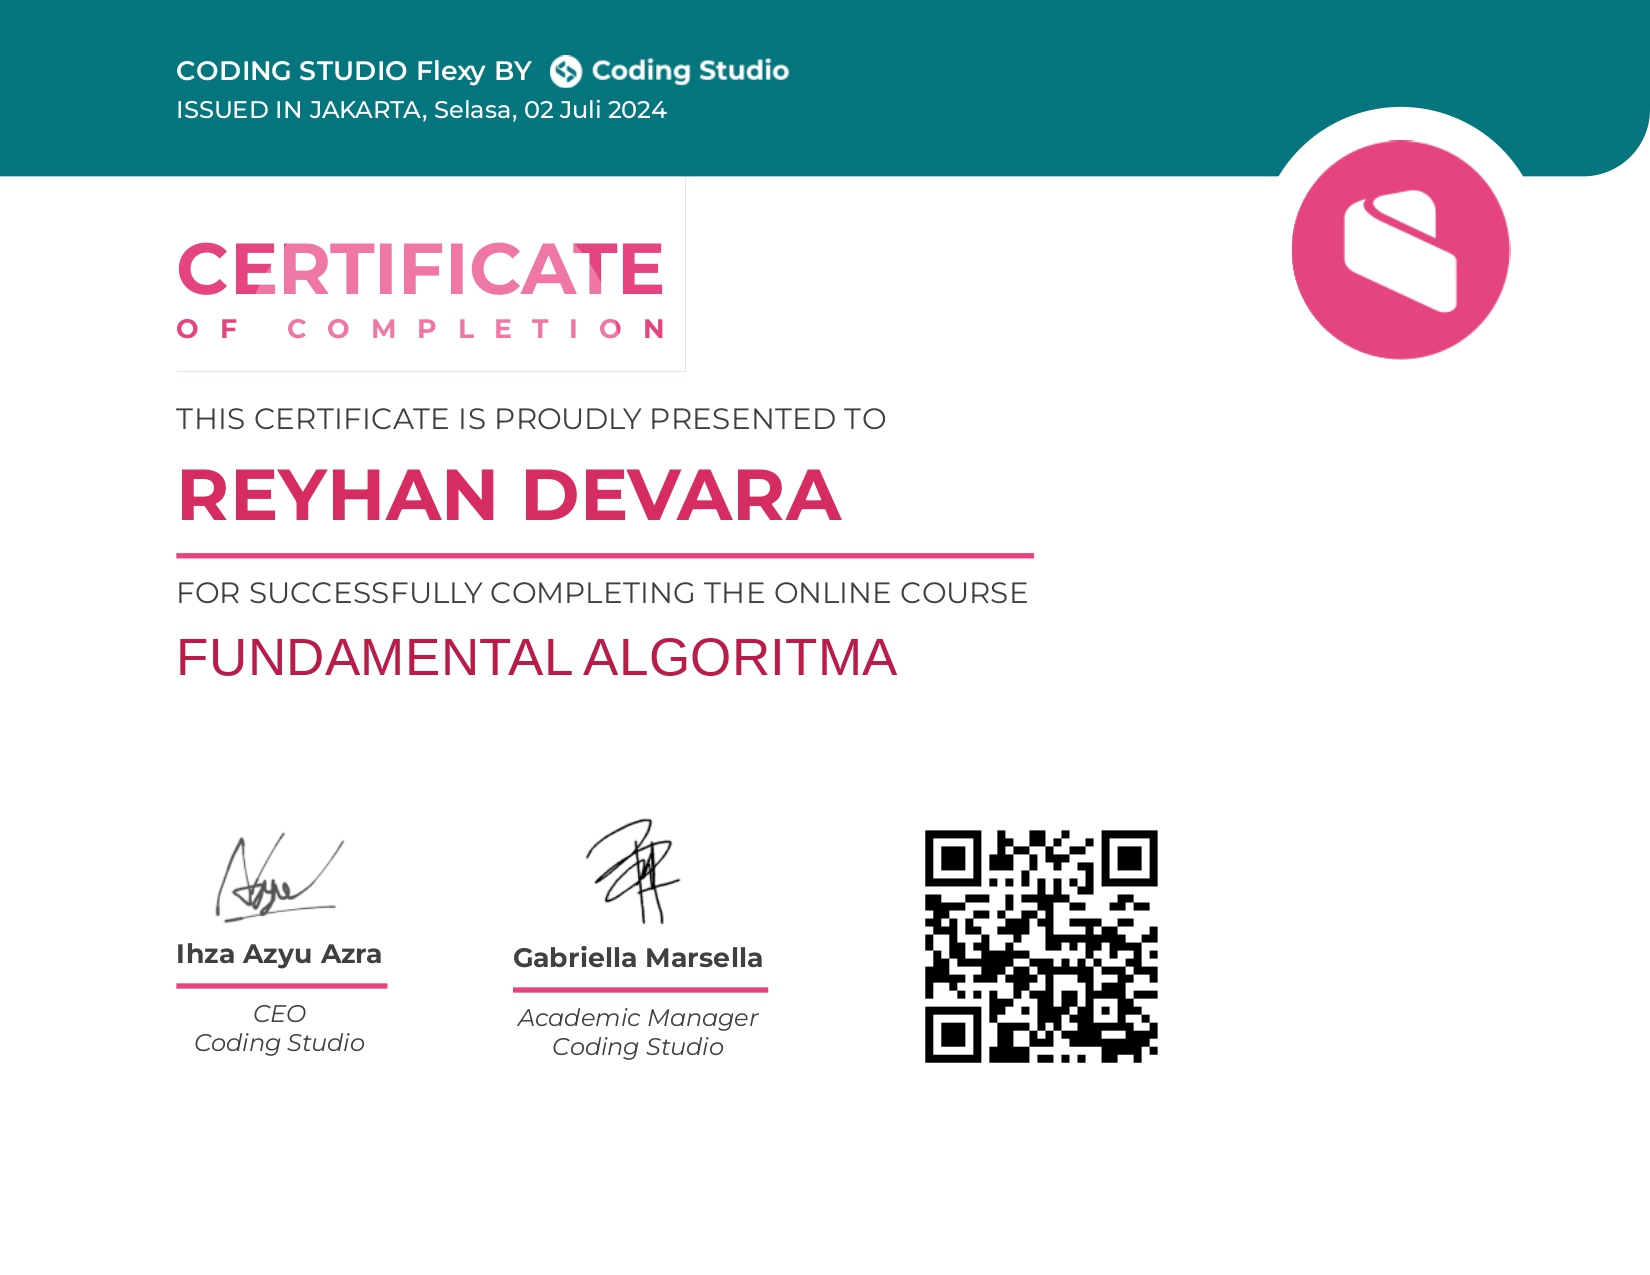 CODING STUDIO Flexy BY Coding Studio
ISSUED IN JAKARTA, Selasa, 02 Juli 2024
CERTIFICATE
OF COMPLETION
THIS CERTIFICATE IS PROUDLY PRESENTED TO
REYHAN DEVARA
FOR SUCCESSFULLY COMPLETING THE ONLINE COURSE
FUNDAMENTAL ALGORITMA
Ihza Azyu Azra
CEO
Coding Studio
Gabriella Marsella
Academic Manager
Coding Studio